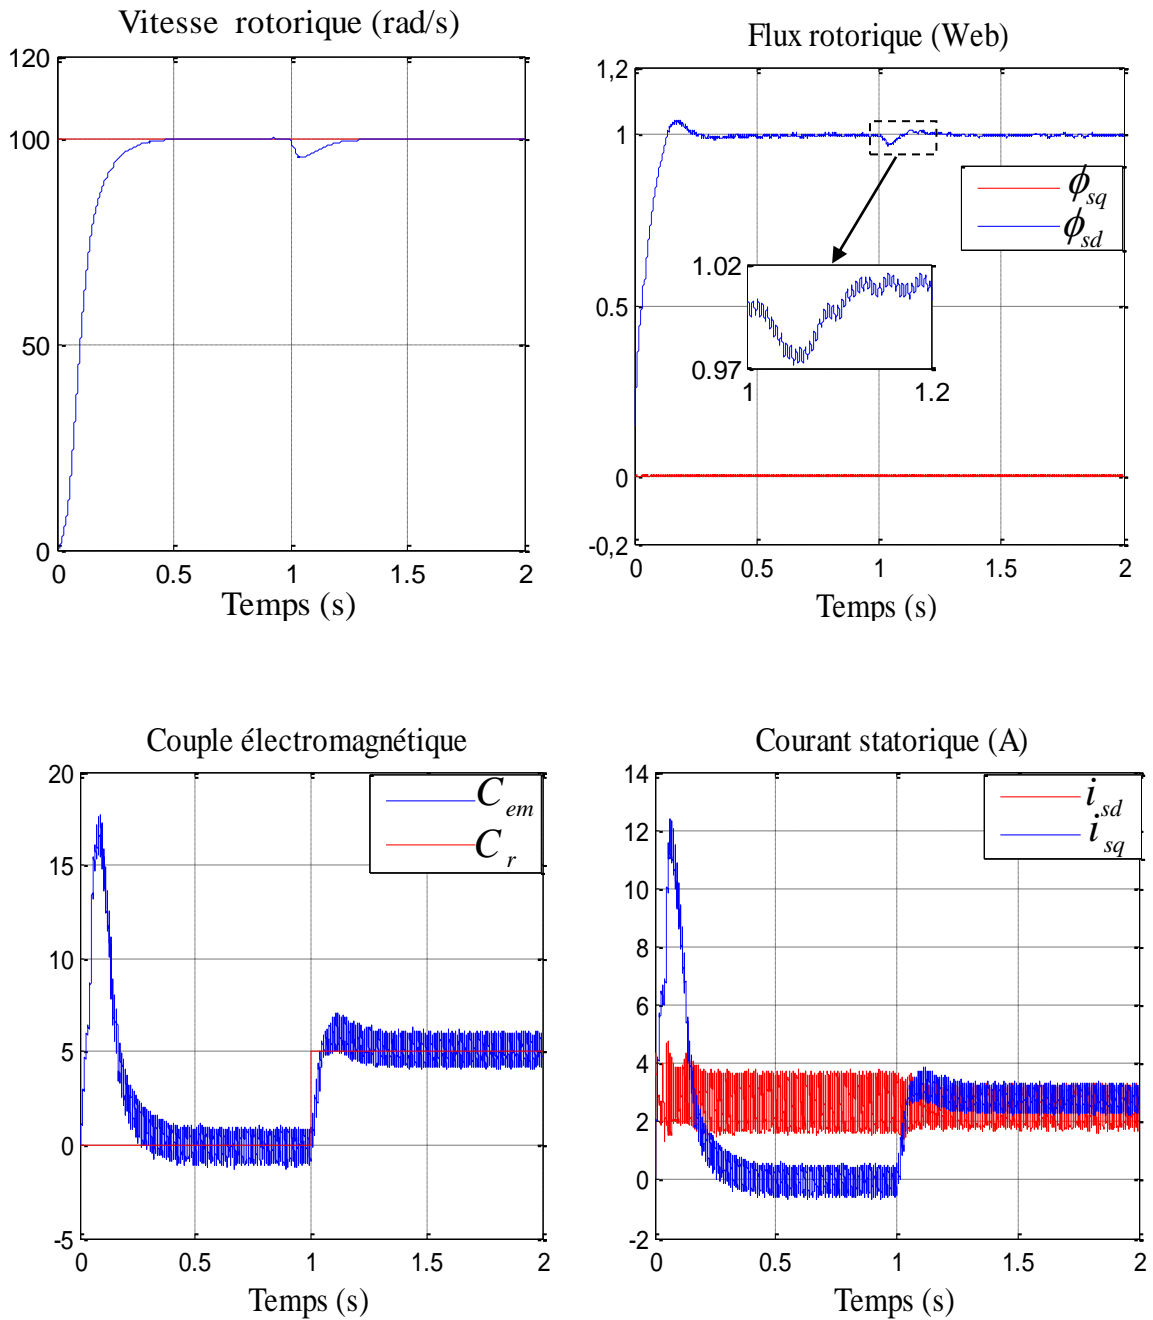 Vitesse rotorique (rad/s)
120
100
50
0
0 0.5 1 1.5 2
Temps (s)
Flux rotorique (Web)
1,2
1
0.5
0
-0,2
ϕsq
ϕsd
1.02
0.97
1 1.2
0 0.5 1 1.5 2
Temps (s)
Couple électromagnétique
20
15
10
5
0
-5
Cem
Cr
0 0.5 1 1.5 2
Temps (s)
Courant statorique (A)
14
12
10
8
6
4
2
0
-2
isd
isq
0 0.5 1 1.5 2
Temps (s)